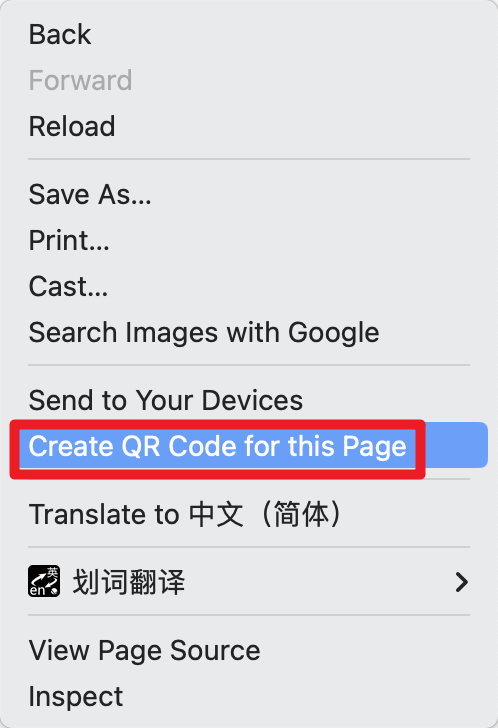 Back
Forward
Reload
Save As...
Print...
Cast...
Search Images with Google
Send to Your Devices
Create QR Code for this Page
Translate to 中文（简体）
英 en 划词翻译
View Page Source
Inspect